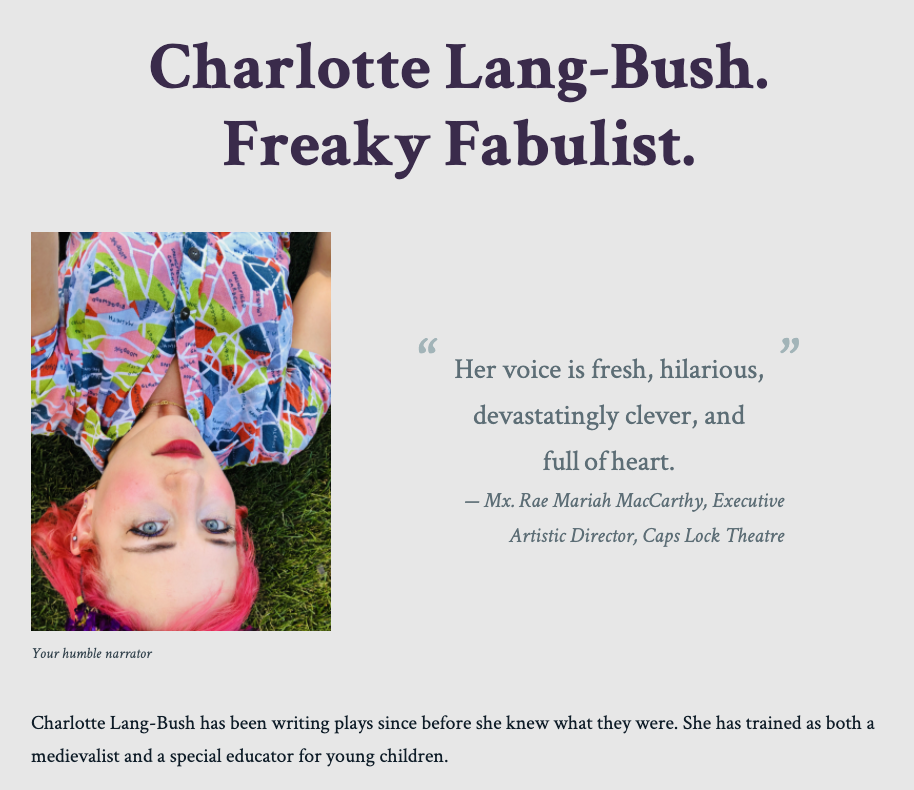 Charlotte Lang-Bush.
Freaky Fabulist.
“ Her voice is fresh, hilarious, ”
devastatingly clever, and
full of heart.
— Mx. Rae Mariah MacCarthy, Executive
Artistic Director, Caps Lock Theatre
Your humble narrator
Charlotte Lang-Bush has been writing plays since before she knew what they were. She has trained as both a
medievalist and a special educator for young children.